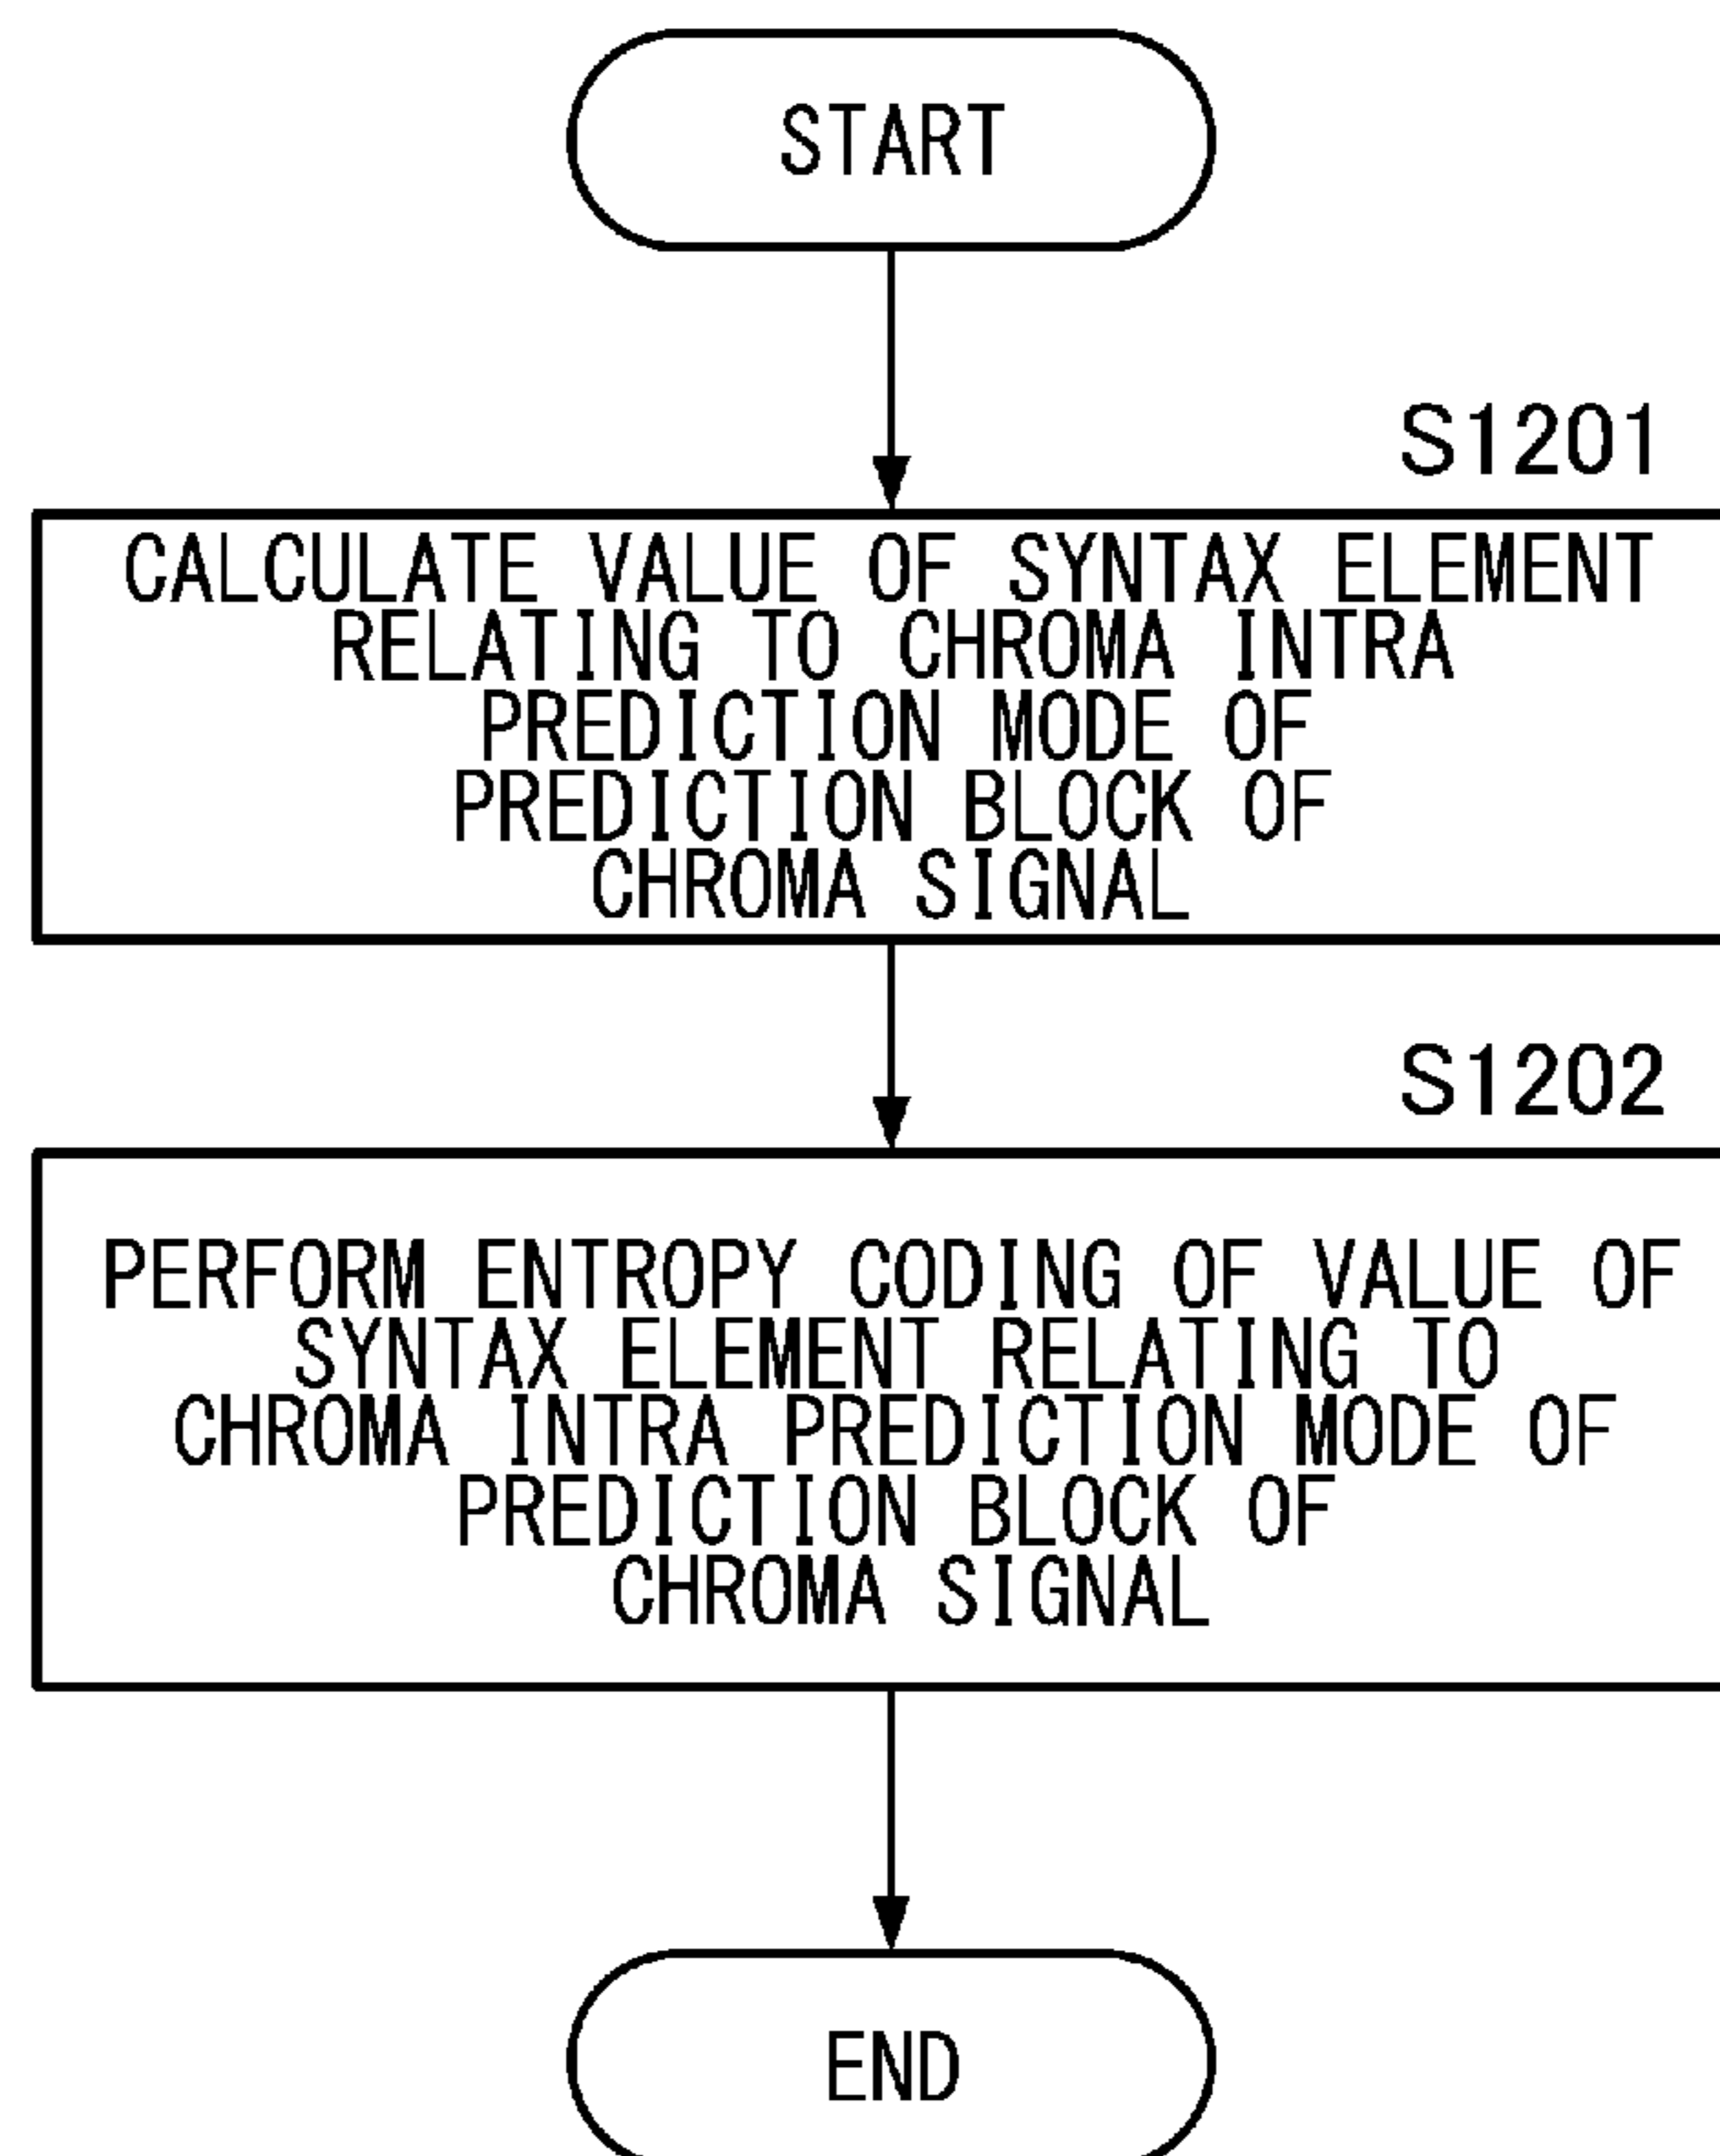 START
S1201
CALCULATE VALUE OF SYNTAX ELEMENT
RELATING TO CHROMA INTRA
PREDICTION MODE OF
PREDICTION BLOCK OF
CHROMA SIGNAL
S1202
PERFORM ENTROPY CODING OF VALUE OF
SYNTAX ELEMENT RELATING TO
CHROMA INTRA PREDICTION MODE OF
PREDICTION BLOCK OF
CHROMA SIGNAL
END